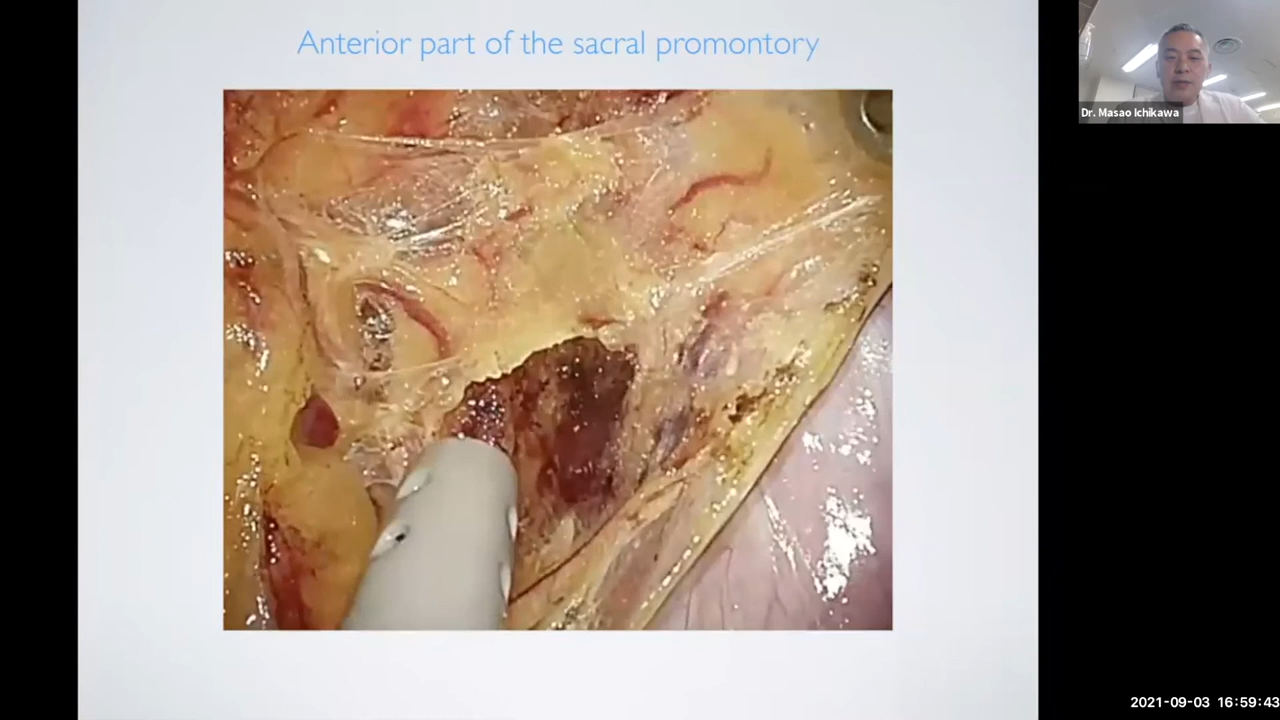 Anterior part of the sacral promontory
Dr. Masao Ichikawa
2021-09-03 16:59:43